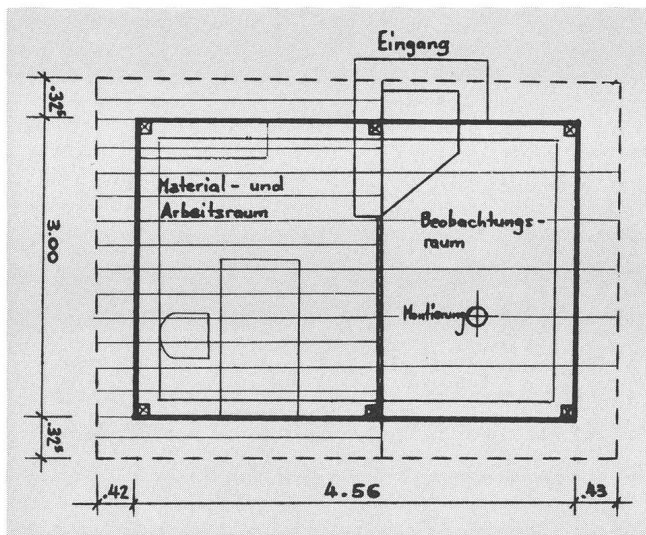 Eingang
.32⁵
Material- und
Arbeitsraum
Beobachtungs-
raum
3.00
Montierung
.32⁵
.42
4.56
.43